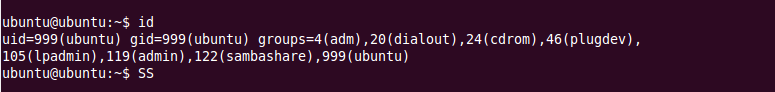 ubuntu@ubuntu:~$ id
uid=999(ubuntu) gid=999(ubuntu) groups=4(adm),20(dialout),24(cdrom),46(plugdev),
105(lpadmin),119(admin),122(sambashare),999(ubuntu)
ubuntu@ubuntu:~$ SS